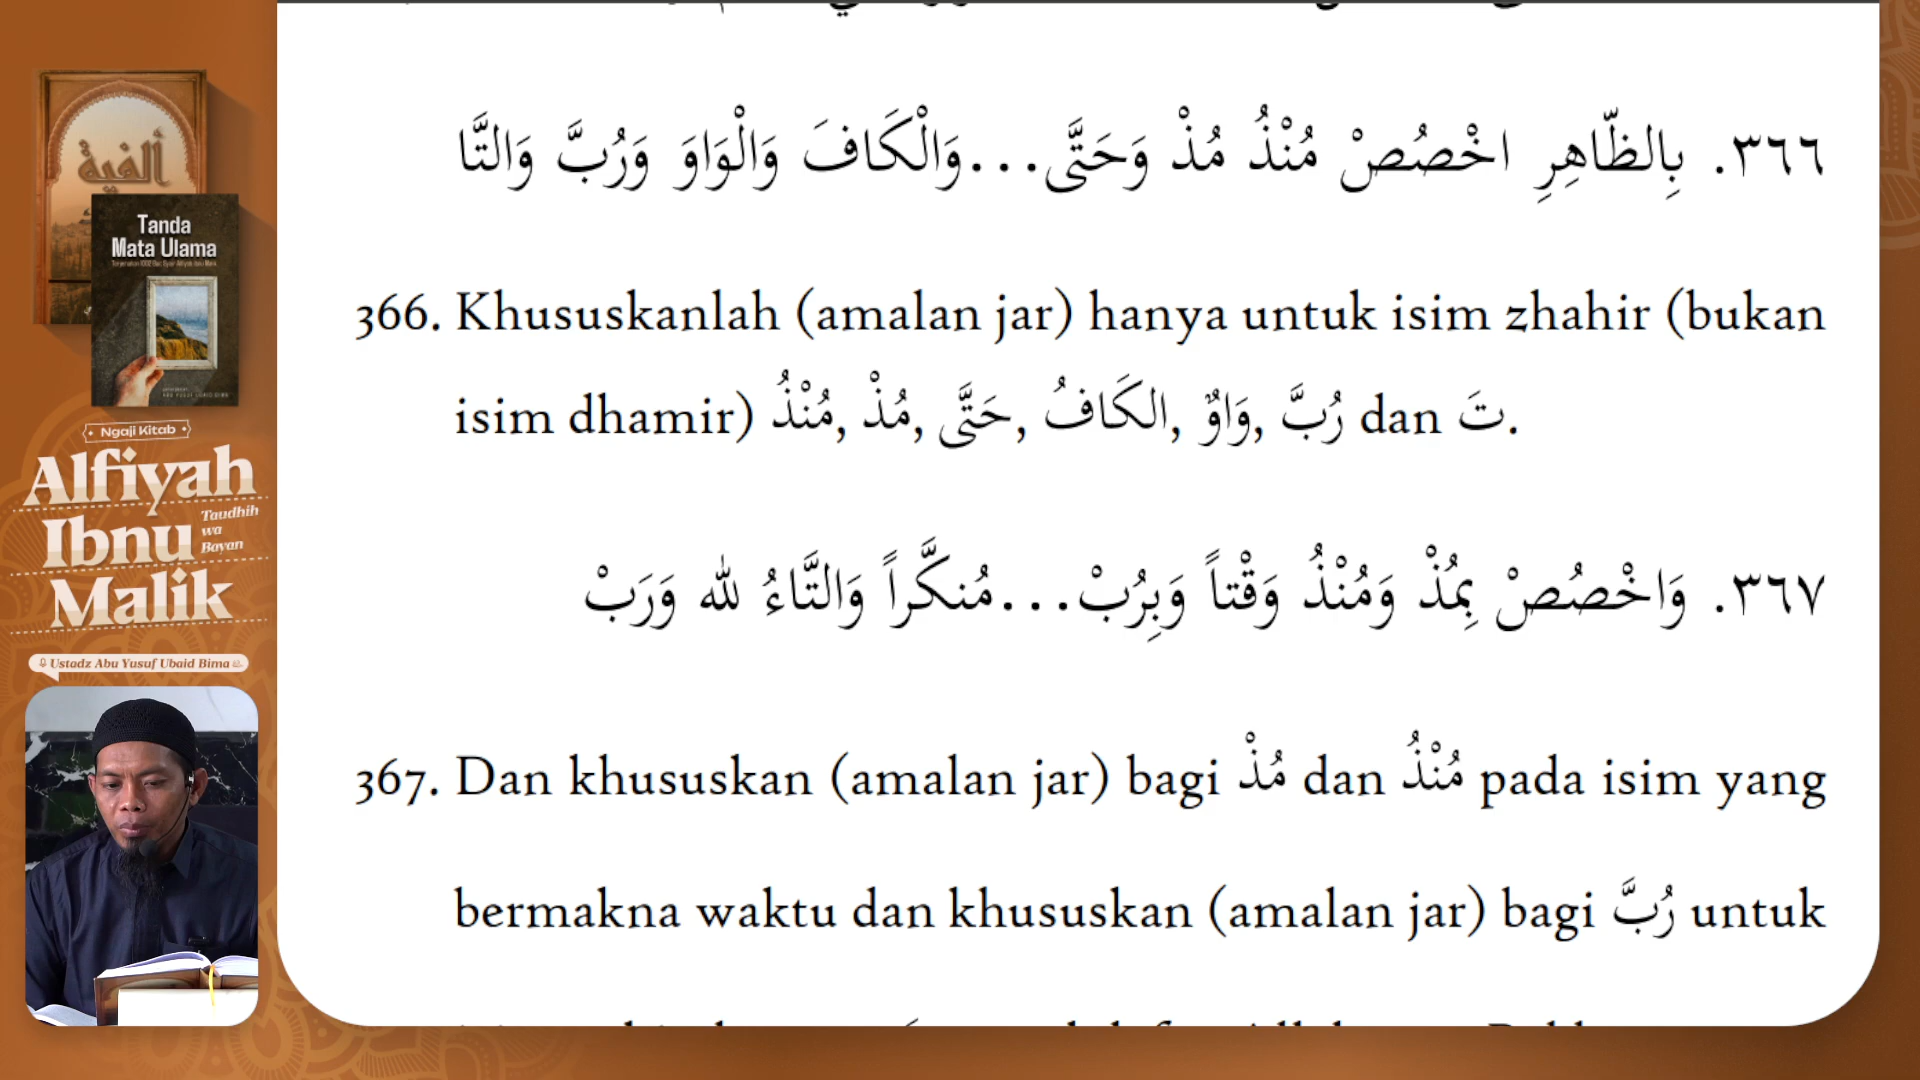 ألفية
Tanda
Mata Ulama
Ngaji Kitab
Alfiyah
Ibnu
Malik
Taudhih
wa
Bayan
Ustadz Abu Yusuf Ubaid Bima
٣٦٦. بِالظَّاهِرِ اخْصُصْ مُنْذُ مُذْ وَحَتَّى...وَالْكَافَ وَالْوَاوَ وَرُبَّ وَالتَّا
366. Khususkanlah (amalan jar) hanya untuk isim zhahir (bukan
isim dhamir) مُنْذُ, مُذْ, حَتَّى, الكَافُ, وَاوٌ, رُبَّ dan تَ.
٣٦٧. وَاخْصُصْ بِمُذْ وَمُنْذُ وَقْتاً وَبِرُبْ...مُنكَّراً وَالتَّاءُ لله وَرَبْ
367. Dan khususkan (amalan jar) bagi مُذْ dan مُنْذُ pada isim yang
bermakna waktu dan khususkan (amalan jar) bagi رُبَّ untuk